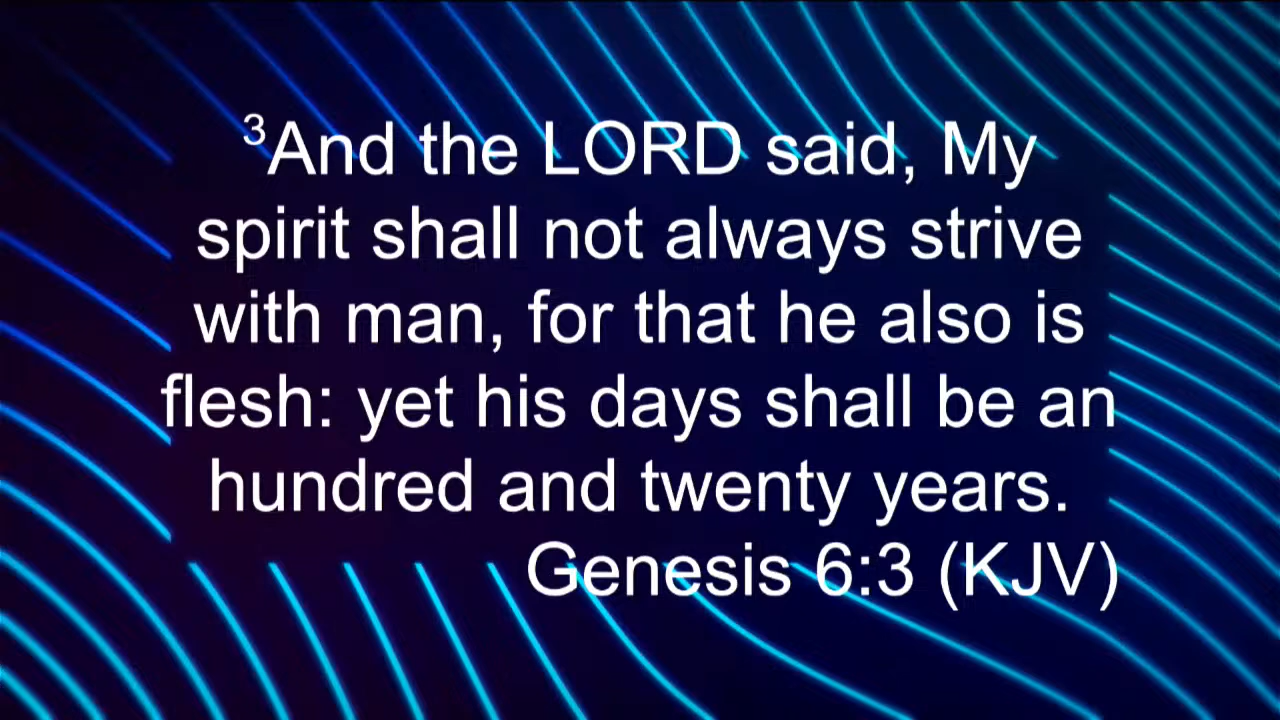 ³And the LORD said, My
spirit shall not always strive
with man, for that he also is
flesh: yet his days shall be an
hundred and twenty years.
Genesis 6:3 (KJV)